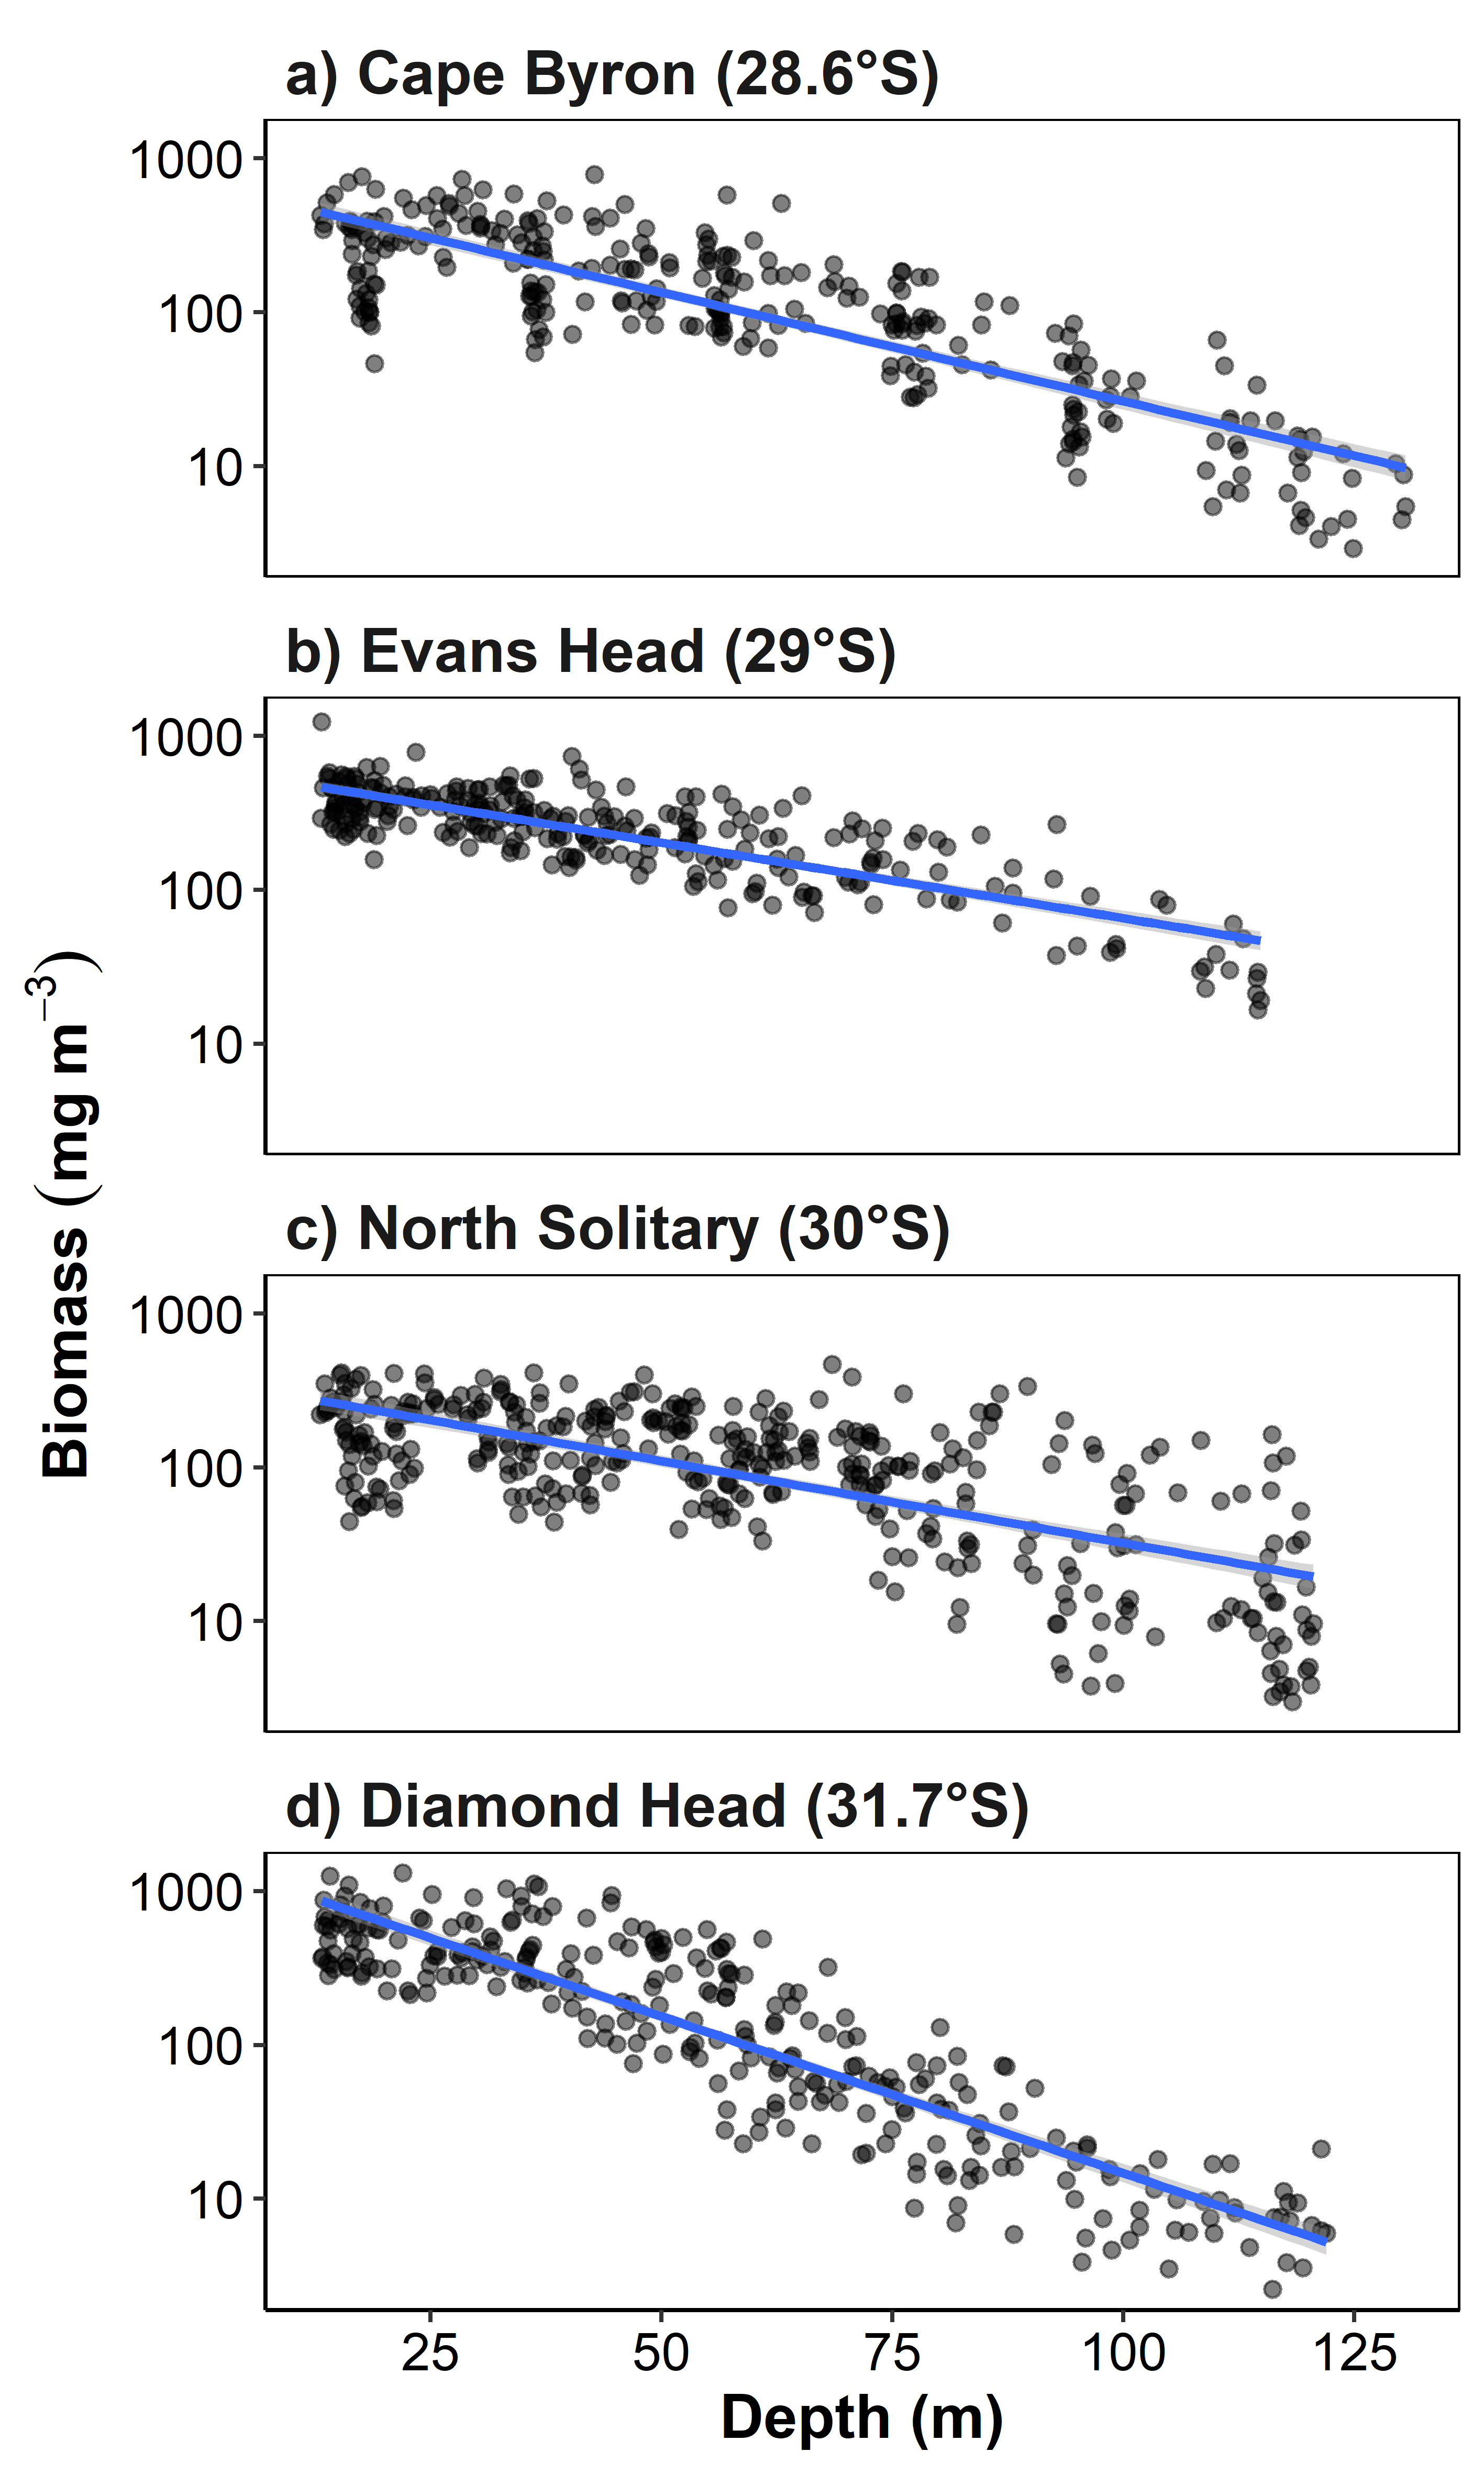 a) Cape Byron (28.6°S)
1000
100
10
b) Evans Head (29°S)
1000
100
10
c) North Solitary (30°S)
1000
100
10
d) Diamond Head (31.7°S)
1000
100
10
25 50 75 100 125
Depth (m)
Biomass (mg m⁻³)